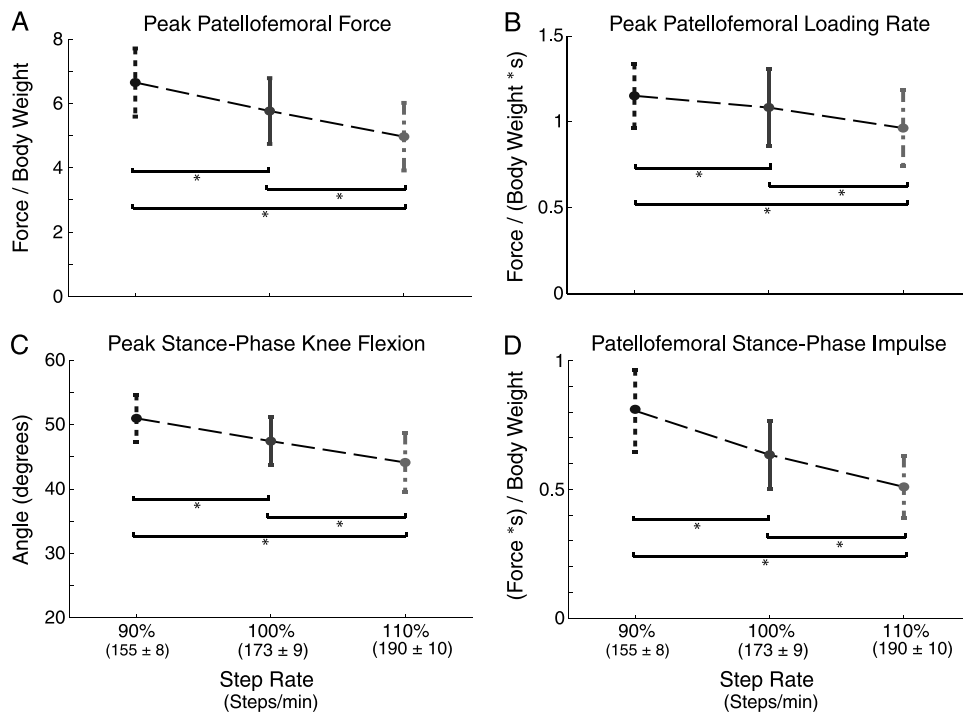 A Peak Patellofemoral Force
8
6
4
2
0
Force / Body Weight
*
*
*
B Peak Patellofemoral Loading Rate
1.5
1
0.5
0
Force / (Body Weight * s)
*
*
*
C Peak Stance-Phase Knee Flexion
60
50
40
30
20
Angle (degrees)
*
*
*
90% 100% 110%
(155 ± 8) (173 ± 9) (190 ± 10)
Step Rate
(Steps/min)
D Patellofemoral Stance-Phase Impulse
1
0.5
0
(Force *s) / Body Weight
*
*
*
90% 100% 110%
(155 ± 8) (173 ± 9) (190 ± 10)
Step Rate
(Steps/min)